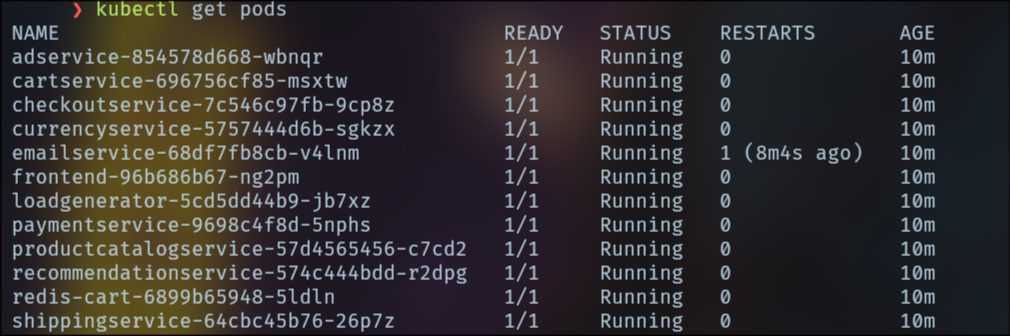 ❯ kubectl get pods
NAME READY STATUS RESTARTS AGE
adservice-854578d668-wbnqr 1/1 Running 0 10m
cartservice-696756cf85-msxtw 1/1 Running 0 10m
checkoutservice-7c546c97fb-9cp8z 1/1 Running 0 10m
currencyservice-5757444d6b-sgkzx 1/1 Running 0 10m
emailservice-68df7fb8cb-v4lnm 1/1 Running 1 (8m4s ago) 10m
frontend-96b686b67-ng2pm 1/1 Running 0 10m
loadgenerator-5cd5dd44b9-jb7xz 1/1 Running 0 10m
paymentservice-9698c4f8d-5nphs 1/1 Running 0 10m
productcatalogservice-57d4565456-c7cd2 1/1 Running 0 10m
recommendationservice-574c444bdd-r2dpg 1/1 Running 0 10m
redis-cart-6899b65948-5ldln 1/1 Running 0 10m
shippingservice-64cbc45b76-26p7z 1/1 Running 0 10m